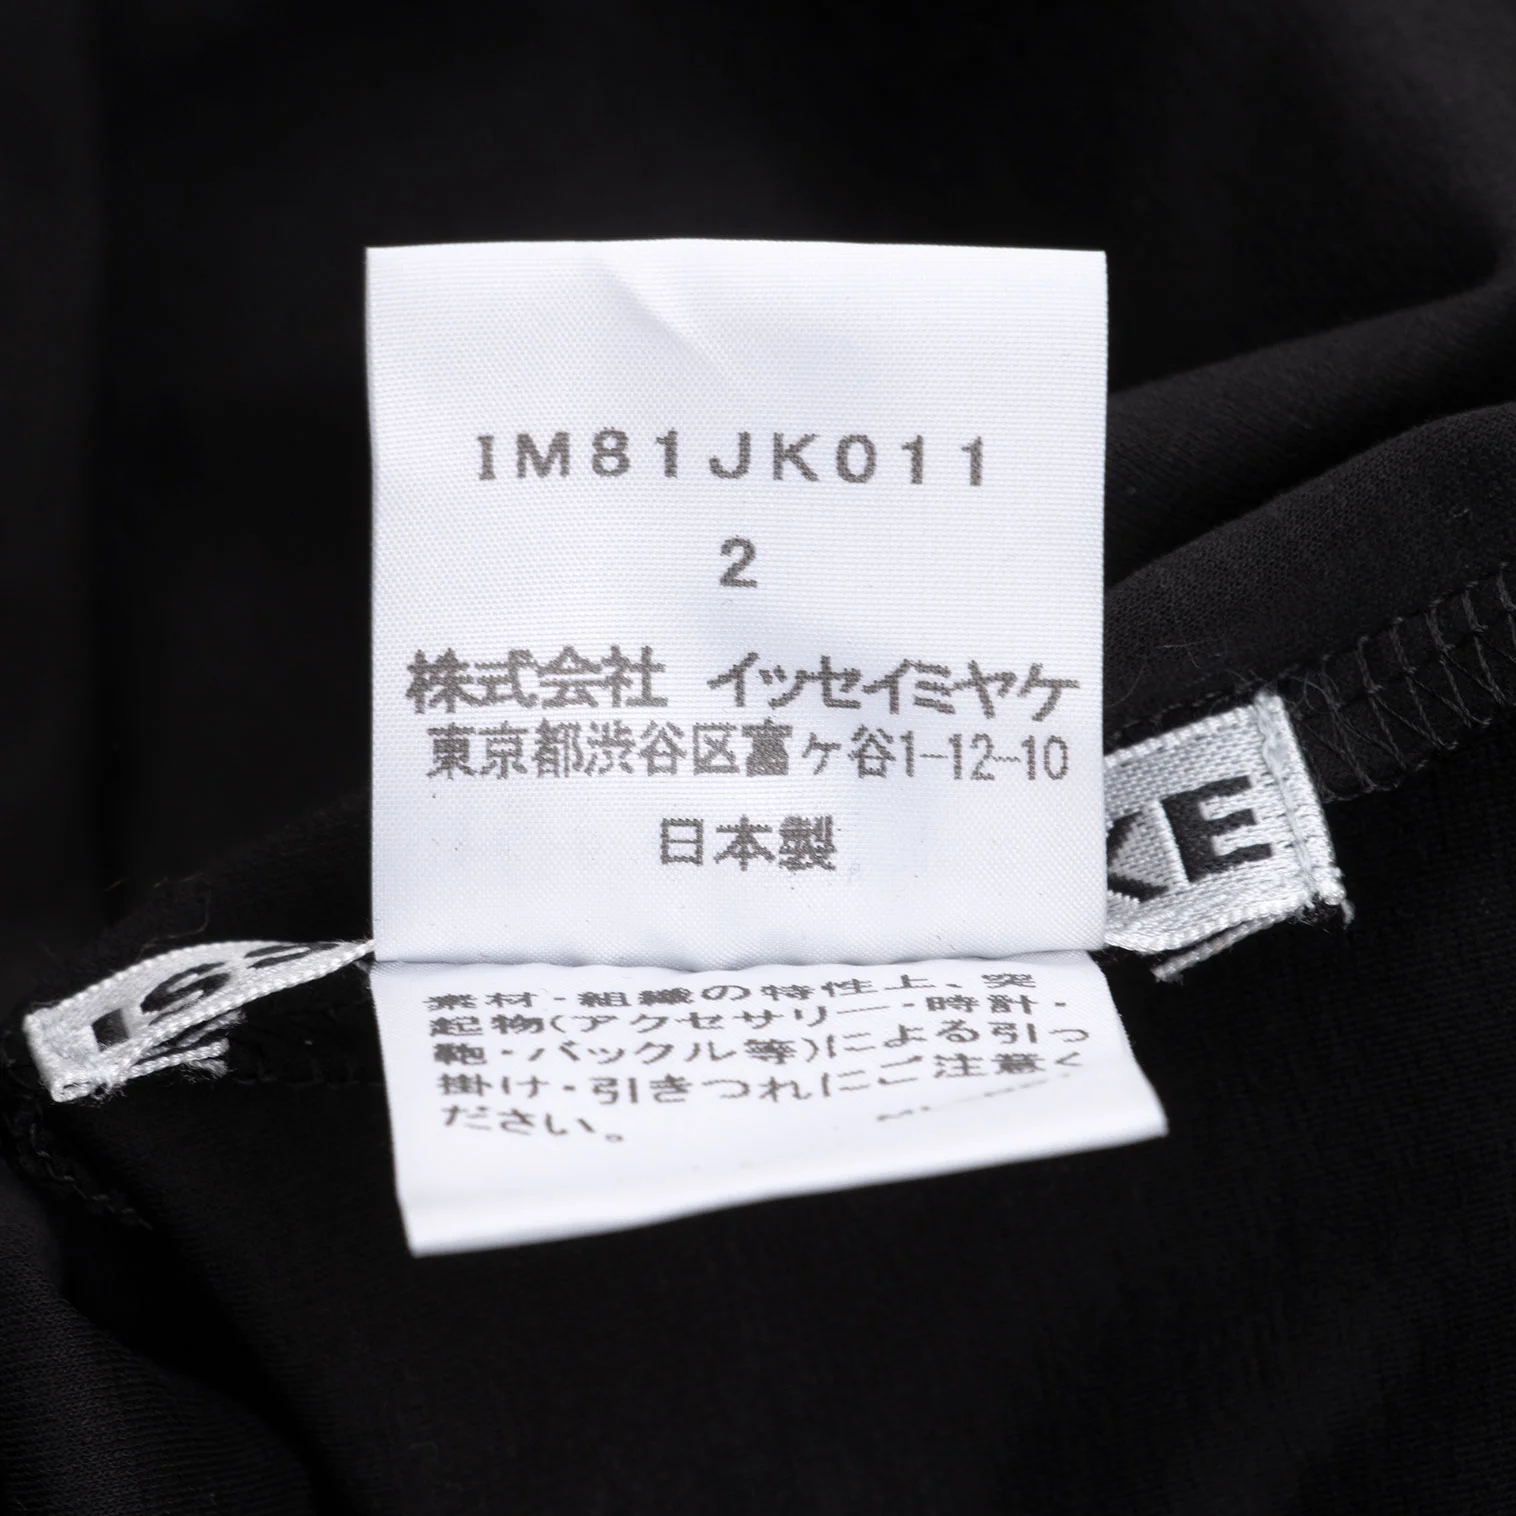 IM81JK011
2
株式会社 イッセイミヤケ
東京都渋谷区富ヶ谷1-12-10
日本製
素材・組織の特性上、突
起物(アクセサリー・時計・
鞄・バックル等)による引っ
掛け・引きつれにご注意く
ださい。